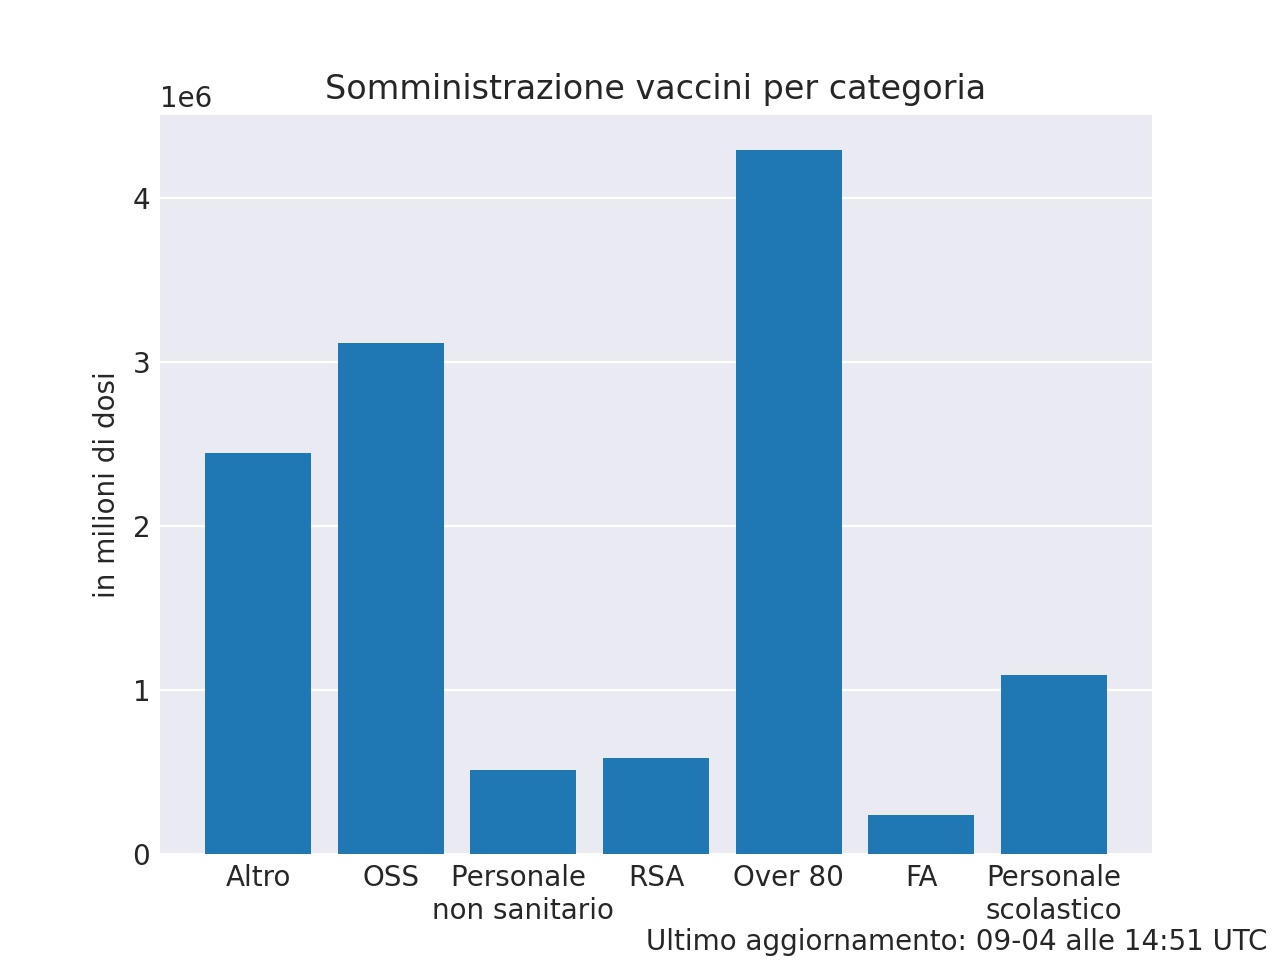 Somministrazione vaccini per categoria
1e6
in milioni di dosi
4
3
2
1
0
Altro
OSS
Personale
non sanitario
RSA
Over 80
FA
Personale
scolastico
Ultimo aggiornamento: 09-04 alle 14:51 UTC